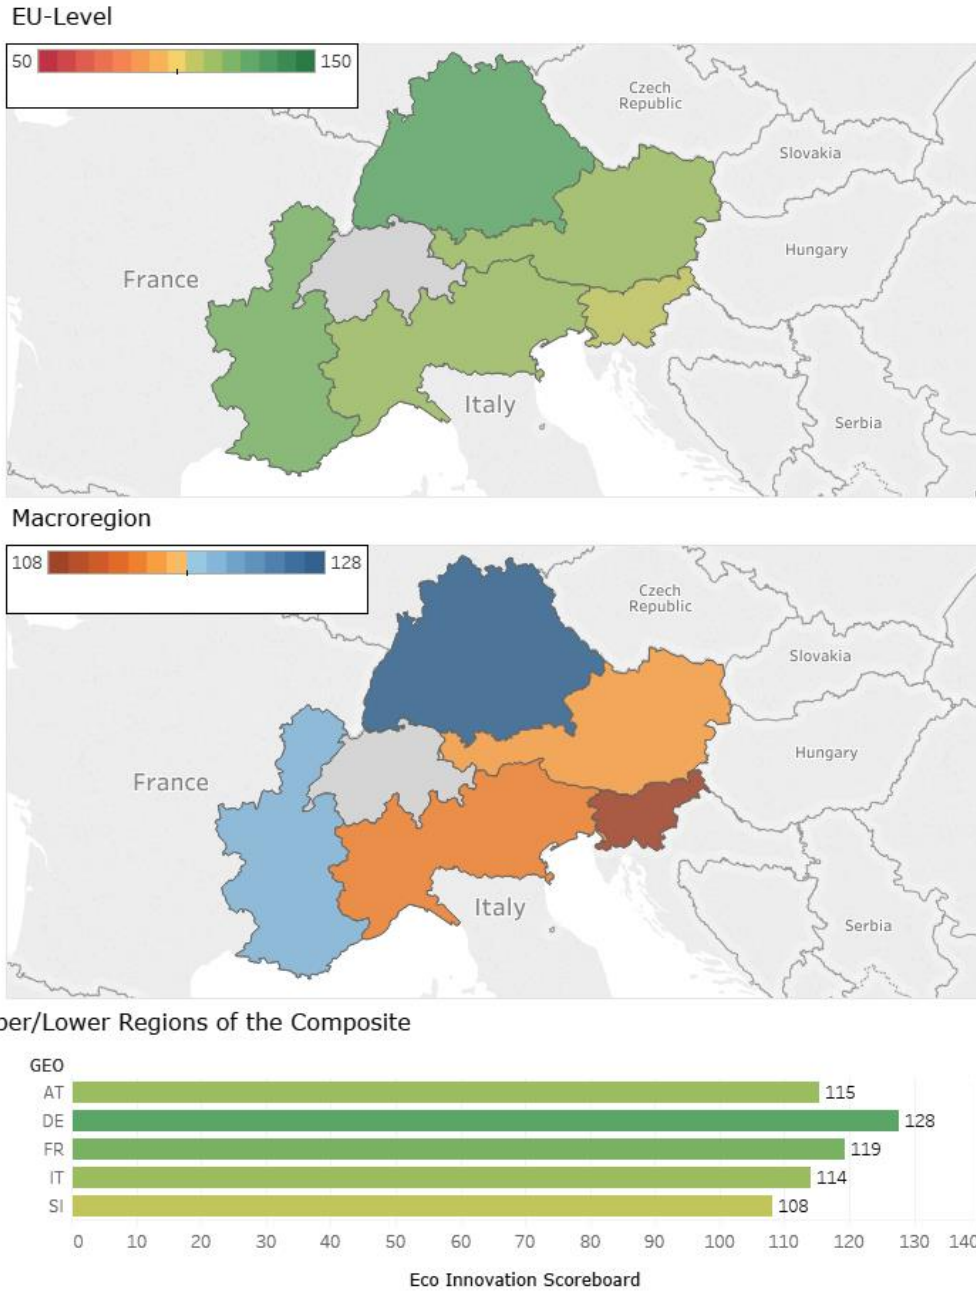 EU-Level
50 150
Czech
Republic
Slovakia
Hungary
France
Italy
Serbia
Macroregion
108 128
Czech
Republic
Slovakia
Hungary
France
Italy
Serbia
per/Lower Regions of the Composite
GEO
AT 115
DE 128
FR 119
IT 114
SI 108
0 10 20 30 40 50 60 70 80 90 100 110 120 130 140
Eco Innovation Scoreboard